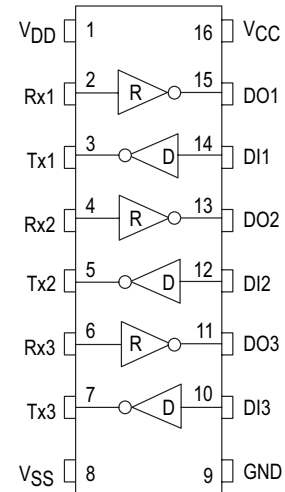 VDD 1 16 VCC
Rx1 2 R 15 DO1
Tx1 3 D 14 DI1
Rx2 4 R 13 DO2
Tx2 5 D 12 DI2
Rx3 6 R 11 DO3
Tx3 7 D 10 DI3
VSS 8 9 GND